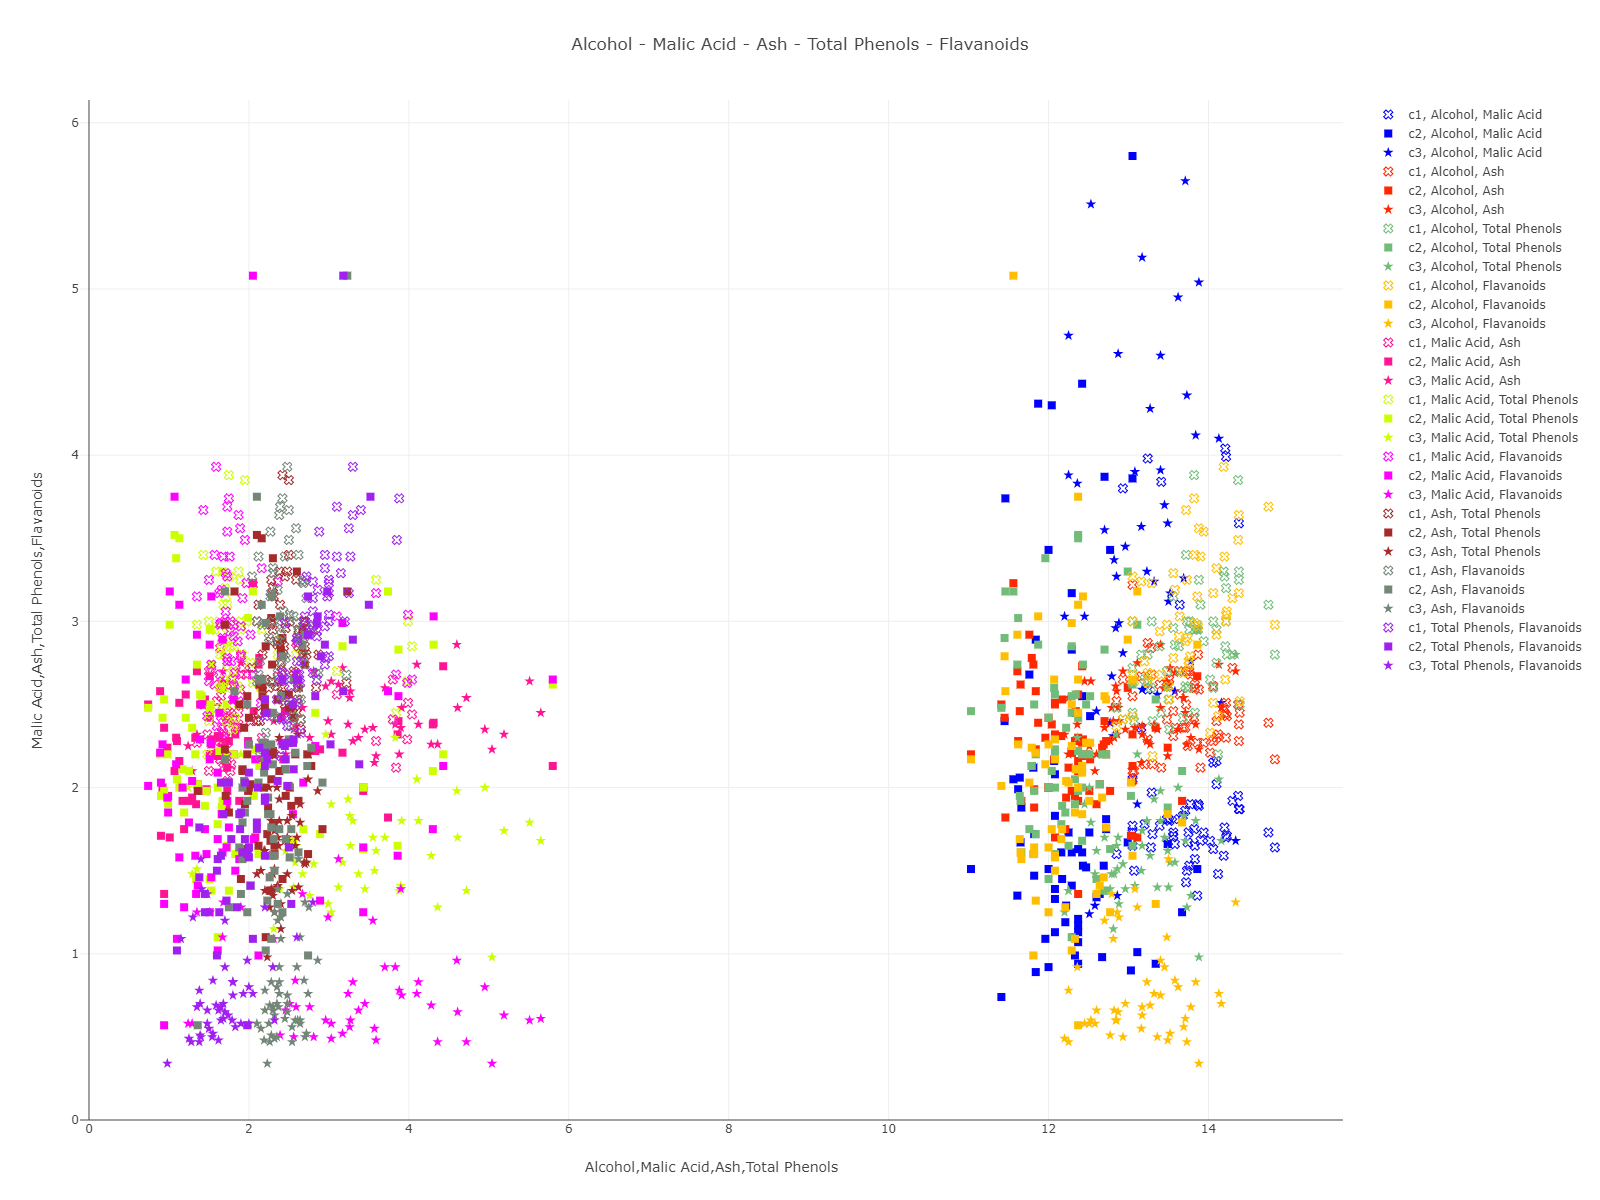 Alcohol - Malic Acid - Ash - Total Phenols - Flavanoids
6
5
4
3
2
1
0
Malic Acid,Ash,Total Phenols,Flavanoids
0
2
4
6
8
10
12
14
Alcohol,Malic Acid,Ash,Total Phenols
c1, Alcohol, Malic Acid
c2, Alcohol, Malic Acid
c3, Alcohol, Malic Acid
c1, Alcohol, Ash
c2, Alcohol, Ash
c3, Alcohol, Ash
c1, Alcohol, Total Phenols
c2, Alcohol, Total Phenols
c3, Alcohol, Total Phenols
c1, Alcohol, Flavanoids
c2, Alcohol, Flavanoids
c3, Alcohol, Flavanoids
c1, Malic Acid, Ash
c2, Malic Acid, Ash
c3, Malic Acid, Ash
c1, Malic Acid, Total Phenols
c2, Malic Acid, Total Phenols
c3, Malic Acid, Total Phenols
c1, Malic Acid, Flavanoids
c2, Malic Acid, Flavanoids
c3, Malic Acid, Flavanoids
c1, Ash, Total Phenols
c2, Ash, Total Phenols
c3, Ash, Total Phenols
c1, Ash, Flavanoids
c2, Ash, Flavanoids
c3, Ash, Flavanoids
c1, Total Phenols, Flavanoids
c2, Total Phenols, Flavanoids
c3, Total Phenols, Flavanoids